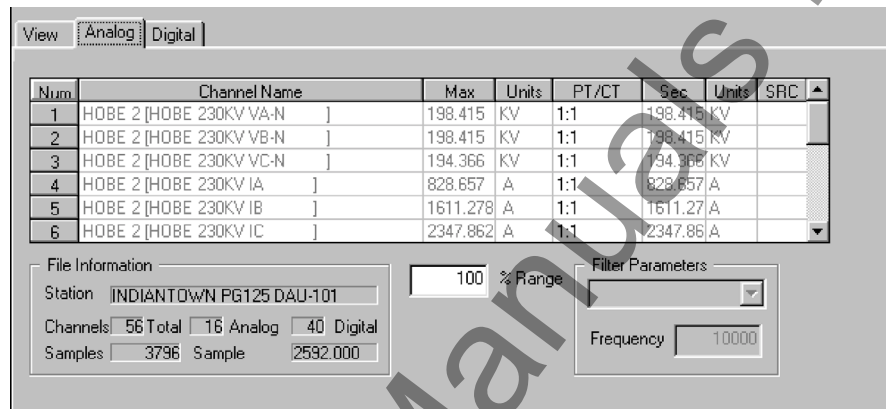 View Analog Digital
Num Channel Name Max Units PT/CT Sec Units SRC
1 HOBE 2 [HOBE 230KV VA-N ] 198.415 KV 1:1 198.415 KV
2 HOBE 2 [HOBE 230KV VB-N ] 198.415 KV 1:1 198.415 KV
3 HOBE 2 [HOBE 230KV VC-N ] 194.366 KV 1:1 194.366 KV
4 HOBE 2 [HOBE 230KV IA ] 828.657 A 1:1 828.657 A
5 HOBE 2 [HOBE 230KV IB ] 1611.278 A 1:1 1611.27 A
6 HOBE 2 [HOBE 230KV IC ] 2347.862 A 1:1 2347.86 A
File Information
Station INDIANTOWN PG125 DAU-101
Channels 56 Total 16 Analog 40 Digital
Samples 3796 Sample 2592.000
100 % Range
Filter Parameters
Frequency 10000
Manuals